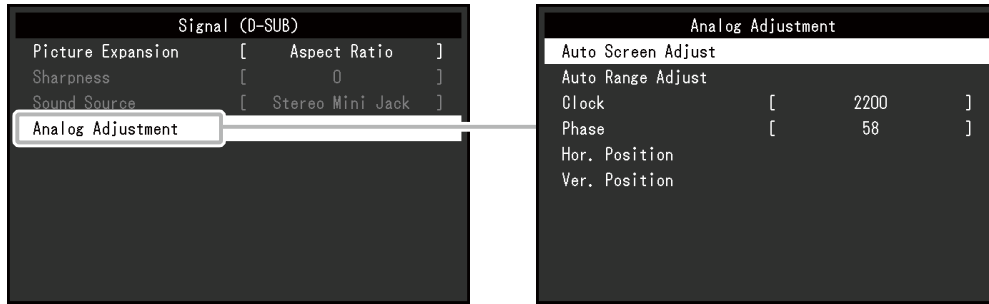 Signal (D-SUB)
Picture Expansion [ Aspect Ratio ]
Sharpness [ 0 ]
Sound Source [ Stereo Mini Jack ]
Analog Adjustment
Analog Adjustment
Auto Screen Adjust
Auto Range Adjust
Clock [ 2200 ]
Phase [ 58 ]
Hor. Position
Ver. Position